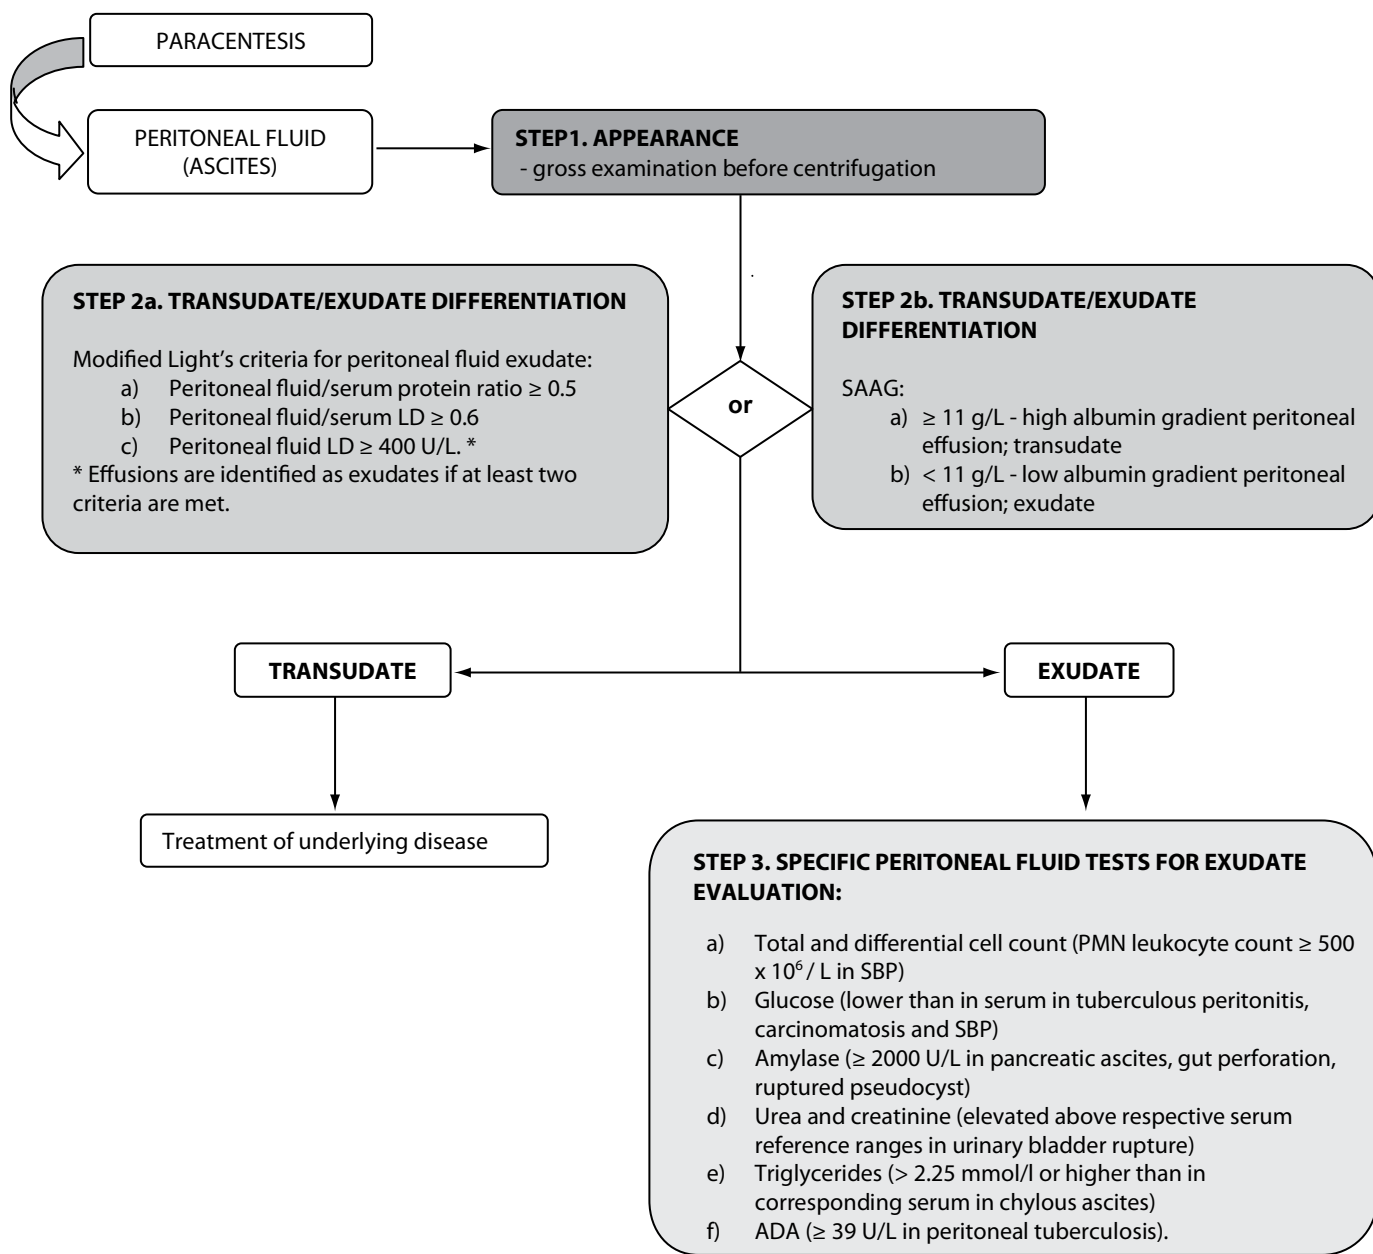 PARACENTESIS
PERITONEAL FLUID
(ASCITES)
STEP1. APPEARANCE
- gross examination before centrifugation
STEP 2a. TRANSUDATE/EXUDATE DIFFERENTIATION
Modified Light's criteria for peritoneal fluid exudate:
a) Peritoneal fluid/serum protein ratio ≥ 0.5
b) Peritoneal fluid/serum LD ≥ 0.6
c) Peritoneal fluid LD ≥ 400 U/L. *
* Effusions are identified as exudates if at least two
criteria are met.
or
STEP 2b. TRANSUDATE/EXUDATE
DIFFERENTIATION
SAAG:
a) ≥ 11 g/L - high albumin gradient peritoneal
effusion; transudate
b) < 11 g/L - low albumin gradient peritoneal
effusion; exudate
TRANSUDATE
EXUDATE
Treatment of underlying disease
STEP 3. SPECIFIC PERITONEAL FLUID TESTS FOR EXUDATE
EVALUATION:
a) Total and differential cell count (PMN leukocyte count ≥ 500
x 10⁶ / L in SBP)
b) Glucose (lower than in serum in tuberculous peritonitis,
carcinomatosis and SBP)
c) Amylase (≥ 2000 U/L in pancreatic ascites, gut perforation,
ruptured pseudocyst)
d) Urea and creatinine (elevated above respective serum
reference ranges in urinary bladder rupture)
e) Triglycerides (> 2.25 mmol/l or higher than in
corresponding serum in chylous ascites)
f) ADA (≥ 39 U/L in peritoneal tuberculosis).